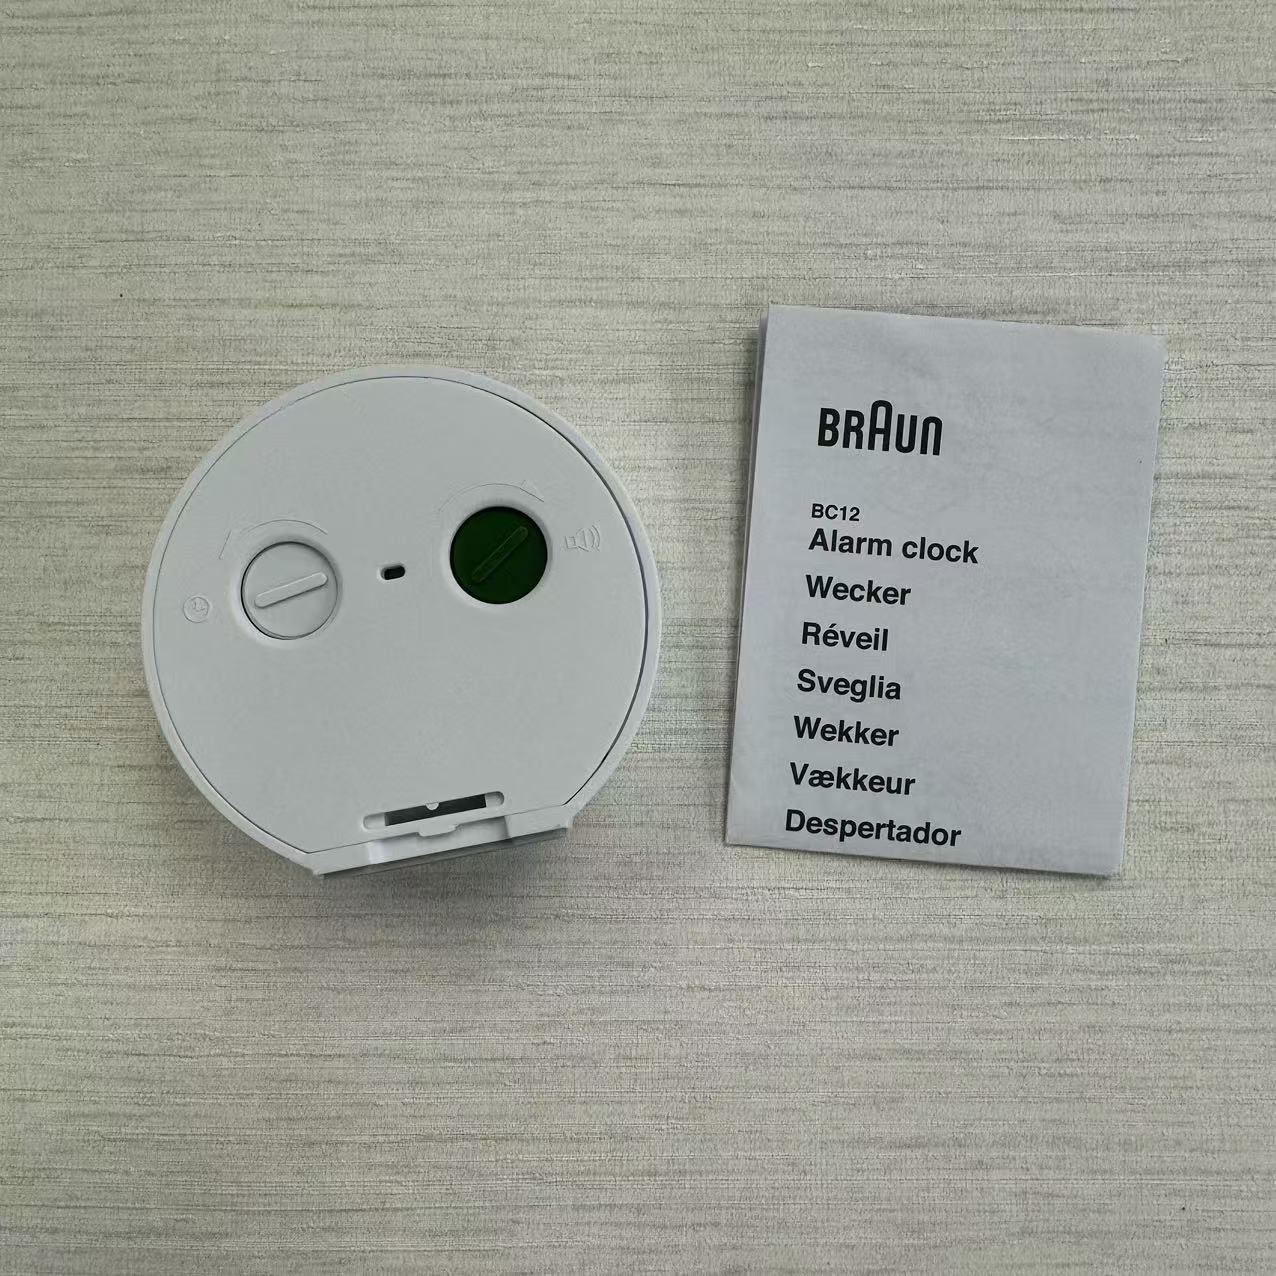 BRAUN
BC12
Alarm clock
Wecker
Réveil
Sveglia
Wekker
Vækkeur
Despertador